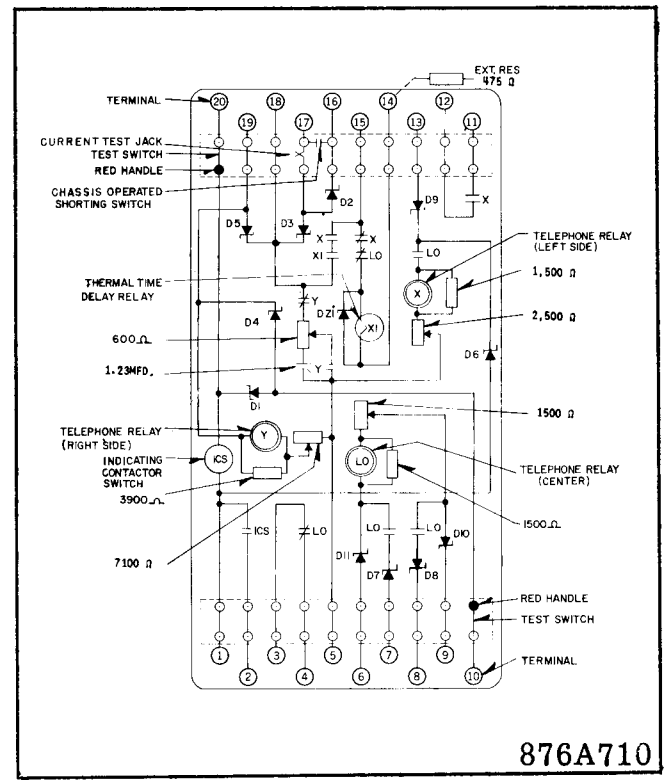 EXT. RES
475 Ω
TERMINAL
20
18
16
14
12
19
17
15
13
11
CURRENT TEST JACK
TEST SWITCH
RED HANDLE
CHASSIS OPERATED
SHORTING SWITCH
D2
D9
X
D5
D3
X
X
TELEPHONE RELAY
(LEFT SIDE)
XI
LO
LO
THERMAL TIME
DELAY RELAY
1,500 Ω
Y
DZI
XI
X
D4
2,500 Ω
600Ω
D6
1.23MFD.
Y
DI
1500 Ω
TELEPHONE RELAY
(RIGHT SIDE)
Y
INDICATING
CONTACTOR
SWITCH
ICS
LO
TELEPHONE RELAY
(CENTER)
3900Ω
1500Ω
ICS
LO
LO
LO
D10
7100 Ω
D11
D7
D8
RED HANDLE
TEST SWITCH
1
3
5
7
9
2
4
6
8
10
TERMINAL
876A710